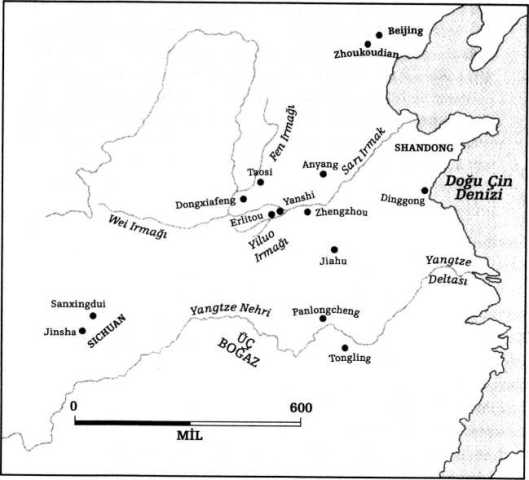 Beijing
Zhoukoudian
Fen Irmağı
Sarı Irmak
SHANDONG
Anyang
Taosi
Doğu Çin
Denizi
Dinggong
Dongxiafeng
Yanshi
Erlitou
Zhengzhou
Wei Irmağı
Yiluo
Irmağı
Jiahu
Yangtze
Deltası
Sanxingdui
Jinsha
SICHUAN
Yangtze Nehri
Panlongcheng
ÜÇ
BOĞAZ
Tongling
0
600
MİL